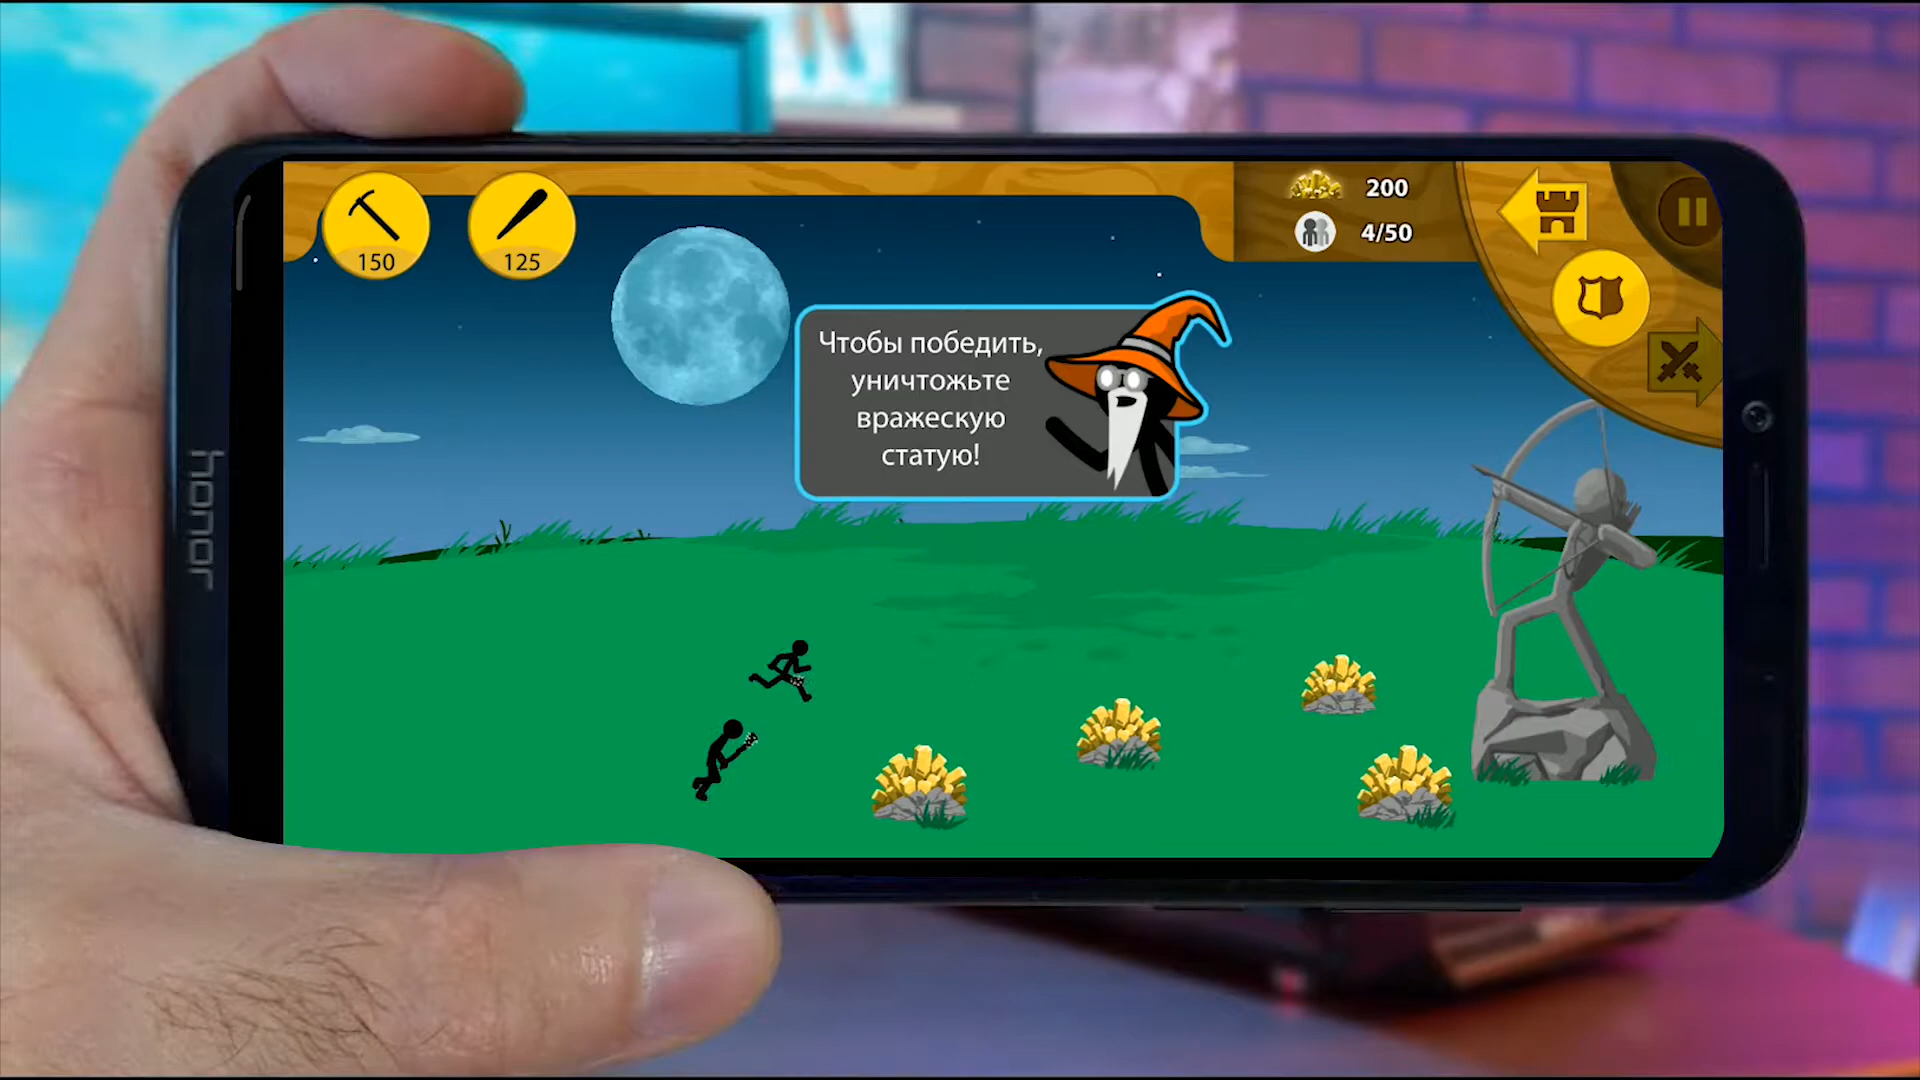 150
125
200
4/50
Чтобы победить,
уничтожьте
вражескую
статую!
honor